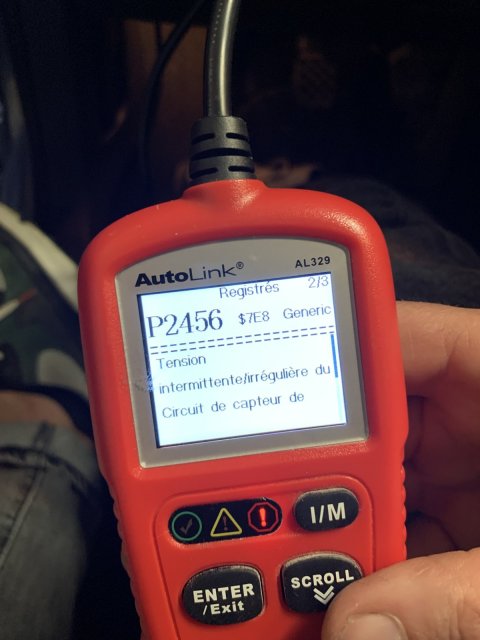 AutoLink®
AL329
Registrés 2/3
P2456 $7E8 Generic
Tension
intermittente/irrégulière du
Circuit de capteur de
I/M
ENTER
/Exit
SCROLL